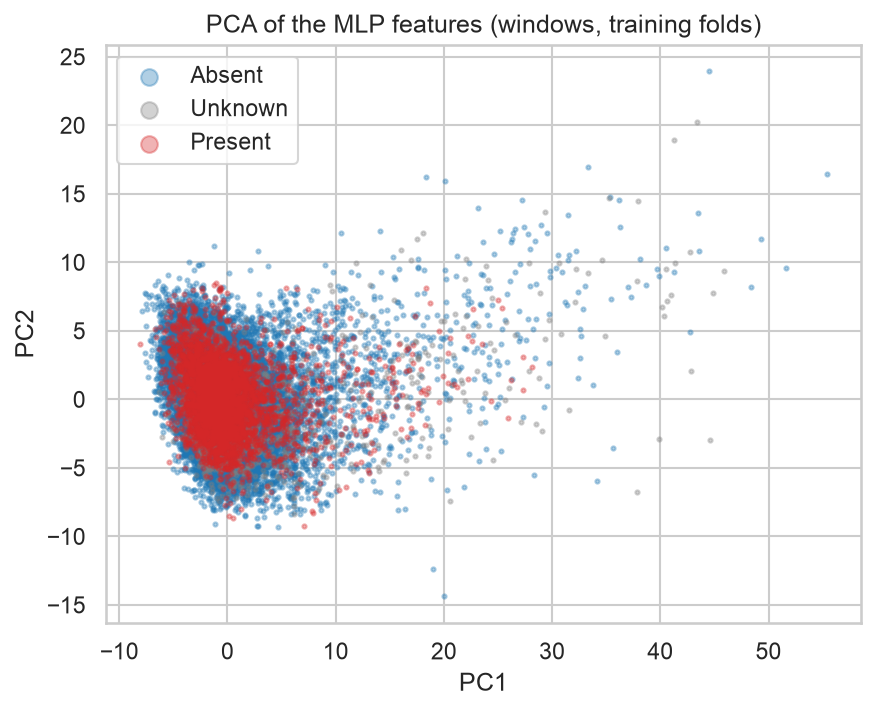 PCA of the MLP features (windows, training folds)
Absent
Unknown
Present
25
20
15
10
5
0
−5
−10
−15
PC2
−10 0 10 20 30 40 50
PC1